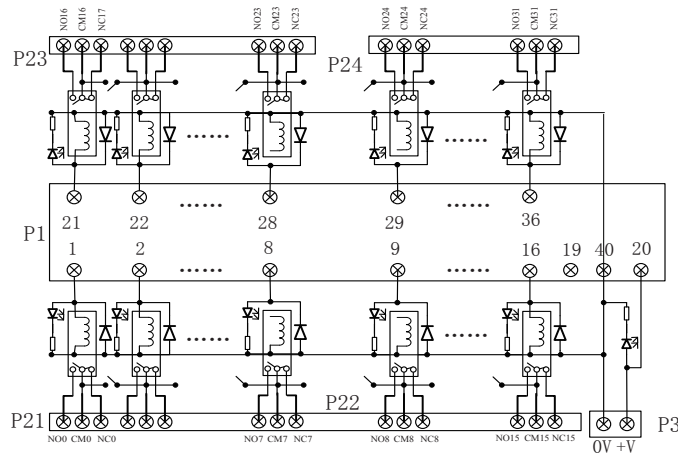 NO16 CM16 NC17 NO23 CM23 NC23 NO24 CM24 NC24 NO31 CM31 NC31
P23 P24
......  ......
......  ......
21 22 28 29 36
P1
1 2 8 9 16 19 40 20
......  ......
......  ......
P21 P22 P3
NO0 CM0 NC0 NO7 CM7 NC7 NO8 CM8 NC8 NO15 CM15 NC15
0V +V